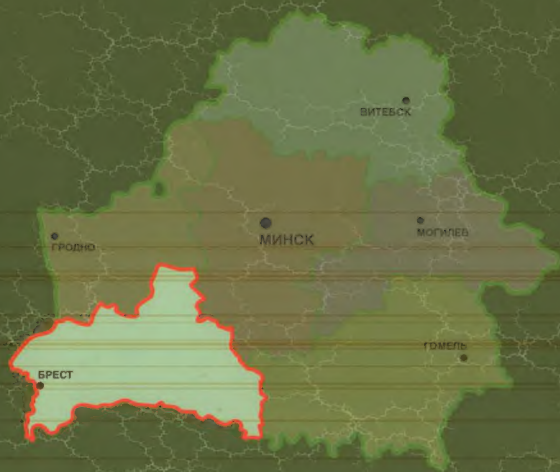 ВИТЕБСК
МИНСК
МОГИЛЕВ
ГРОДНО
ГОМЕЛЬ
БРЕСТ